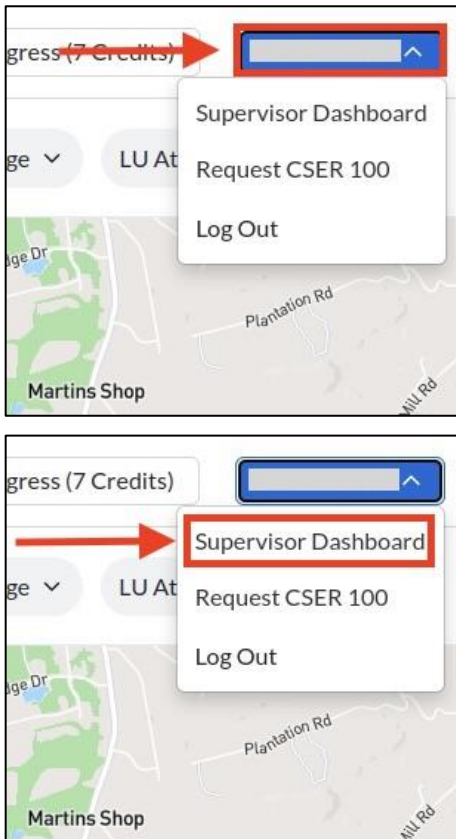 gress (7 Credits)
Supervisor Dashboard
ge
LU At
Request CSER 100
Log Out
dge Dr
Plantation Rd
Martins Shop
Mill Rd
gress (7 Credits)
Supervisor Dashboard
ge
LU At
Request CSER 100
Log Out
dge Dr
Plantation Rd
Martins Shop
Mill Rd